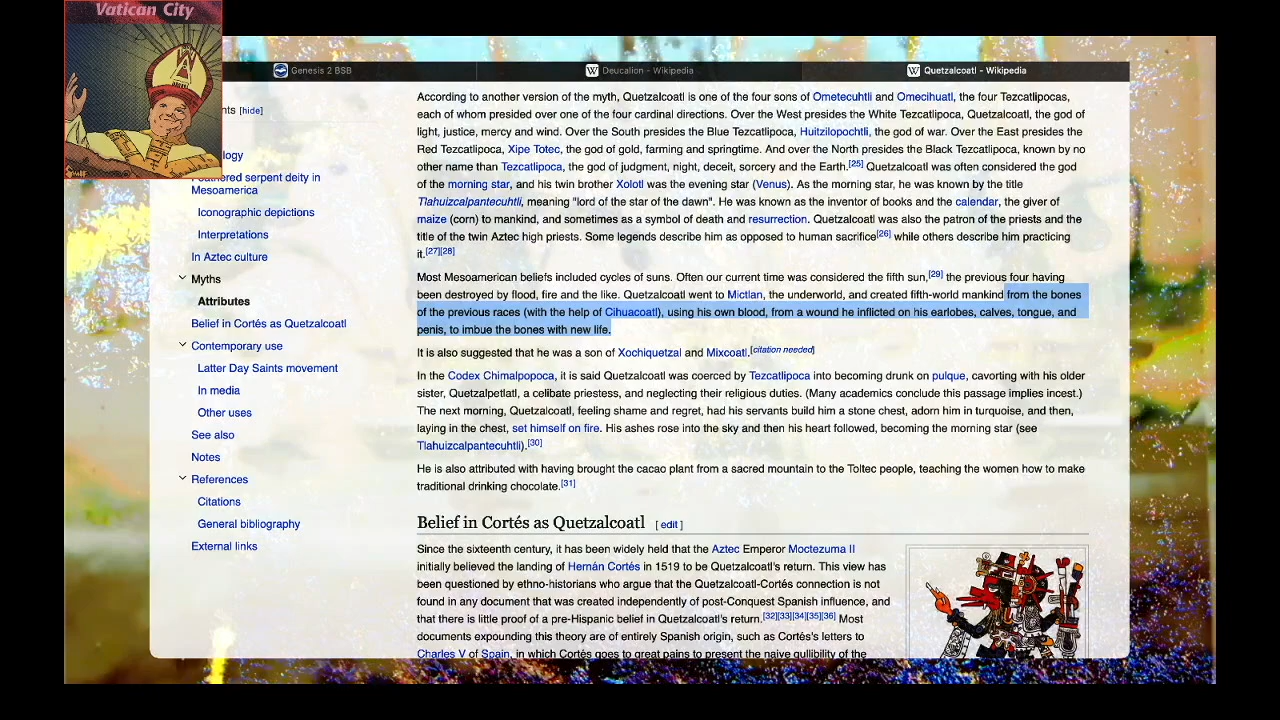 Vatican City
Genesis 2 BSB
Deucalion - Wikipedia
Quetzalcoatl - Wikipedia
nts [hide]
logy
Feathered serpent deity in
Mesoamerica
Iconographic depictions
Interpretations
In Aztec culture
Myths
Attributes
Belief in Cortés as Quetzalcoatl
Contemporary use
Latter Day Saints movement
In media
Other uses
See also
Notes
References
Citations
General bibliography
External links
According to another version of the myth, Quetzalcoatl is one of the four sons of Ometecuhtli and Omecihuatl, the four Tezcatlipocas,
each of whom presided over one of the four cardinal directions. Over the West presides the White Tezcatlipoca, Quetzalcoatl, the god of
light, justice, mercy and wind. Over the South presides the Blue Tezcatlipoca, Huitzilopochtli, the god of war. Over the East presides the
Red Tezcatlipoca, Xipe Totec, the god of gold, farming and springtime. And over the North presides the Black Tezcatlipoca, known by no
other name than Tezcatlipoca, the god of judgment, night, deceit, sorcery and the Earth.[25] Quetzalcoatl was often considered the god
of the morning star, and his twin brother Xolotl was the evening star (Venus). As the morning star, he was known by the title
Tlahuizcalpantecuhtli, meaning "lord of the star of the dawn". He was known as the inventor of books and the calendar, the giver of
maize (corn) to mankind, and sometimes as a symbol of death and resurrection. Quetzalcoatl was also the patron of the priests and the
title of the twin Aztec high priests. Some legends describe him as opposed to human sacrifice[26] while others describe him practicing
it.[27][28]
Most Mesoamerican beliefs included cycles of suns. Often our current time was considered the fifth sun,[29] the previous four having
been destroyed by flood, fire and the like. Quetzalcoatl went to Mictlan, the underworld, and created fifth-world mankind from the bones
of the previous races (with the help of Cihuacoatl), using his own blood, from a wound he inflicted on his earlobes, calves, tongue, and
penis, to imbue the bones with new life.
It is also suggested that he was a son of Xochiquetzal and Mixcoatl.[citation needed]
In the Codex Chimalpopoca, it is said Quetzalcoatl was coerced by Tezcatlipoca into becoming drunk on pulque, cavorting with his older
sister, Quetzalpetlatl, a celibate priestess, and neglecting their religious duties. (Many academics conclude this passage implies incest.)
The next morning, Quetzalcoatl, feeling shame and regret, had his servants build him a stone chest, adorn him in turquoise, and then,
laying in the chest, set himself on fire. His ashes rose into the sky and then his heart followed, becoming the morning star (see
Tlahuizcalpantecuhtli).[30]
He is also attributed with having brought the cacao plant from a sacred mountain to the Toltec people, teaching the women how to make
traditional drinking chocolate.[31]
Belief in Cortés as Quetzalcoatl [ edit ]
Since the sixteenth century, it has been widely held that the Aztec Emperor Moctezuma II
initially believed the landing of Hernán Cortés in 1519 to be Quetzalcoatl's return. This view has
been questioned by ethno-historians who argue that the Quetzalcoatl-Cortés connection is not
found in any document that was created independently of post-Conquest Spanish influence, and
that there is little proof of a pre-Hispanic belief in Quetzalcoatl's return.[32][33][34][35][36] Most
documents expounding this theory are of entirely Spanish origin, such as Cortés's letters to
Charles V of Spain, in which Cortés goes to great pains to present the naive gullibility of the